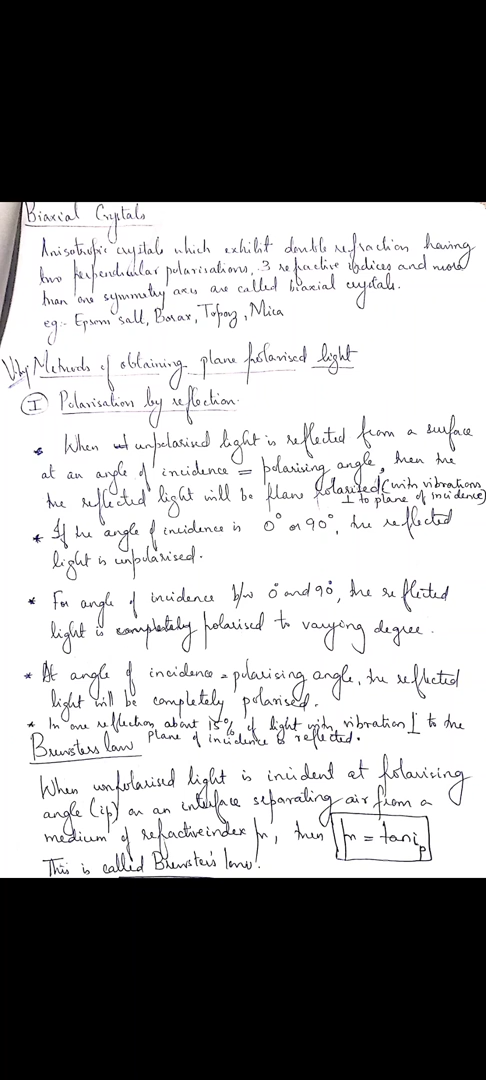 Biaxial Crystals
Anisotropic crystals which exhibit double refraction having
two perpendicular polarisations, 3 refractive indices and more
than one symmetry axis are called biaxial crystals.
eg:- Epsom salt, Borax, Topaz, Mica
V.Imp Methods of obtaining plane polarised light
I Polarisation by reflection.
* When unpolarised light is reflected from a surface
at an angle of incidence = polarising angle, then the
the reflected light will be plane polarised (with vibrations
⊥ to plane of incidence)
* If the angle of incidence is 0° or 90°, the reflected
light is unpolarised.
* For angle of incidence b/w 0° and 90°, the reflected
light is completely polarised to varying degree.
* At angle of incidence = polarising angle, the reflected
light will be completely polarised.
* In one reflection, about 15% of light with vibration ⊥ to the
plane of incidence is reflected.
Brewsters law
When unpolarised light is incident at polarising
angle (ip) on an interface separating air from a
medium of refractive index μ, then μ = tan ip
This is called Brewster's law.